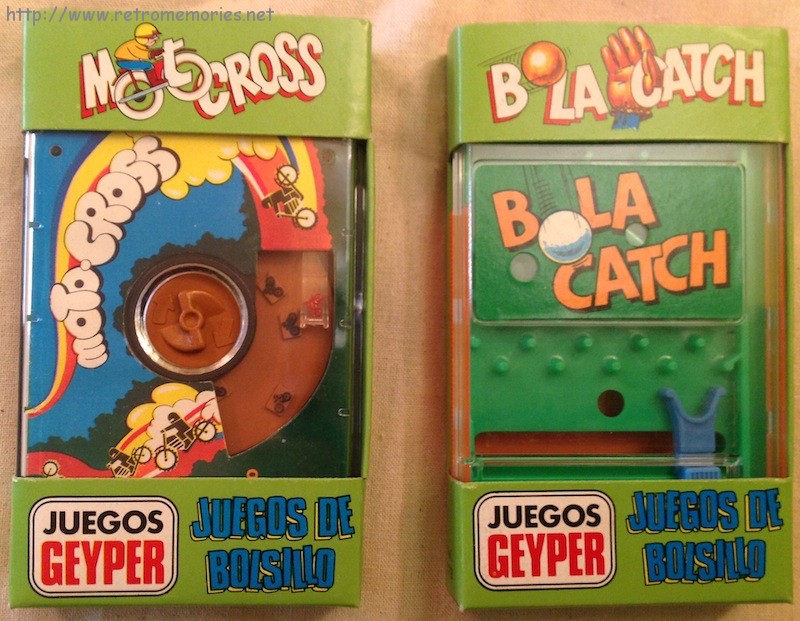 http://www.retromemories.net
MOTOCROSS
MOTO-CROSS
JUEGOS
GEYPER
JUEGOS DE
BOLSILLO
BOLA CATCH
BOLA
CATCH
JUEGOS
GEYPER
JUEGOS DE
BOLSILLO